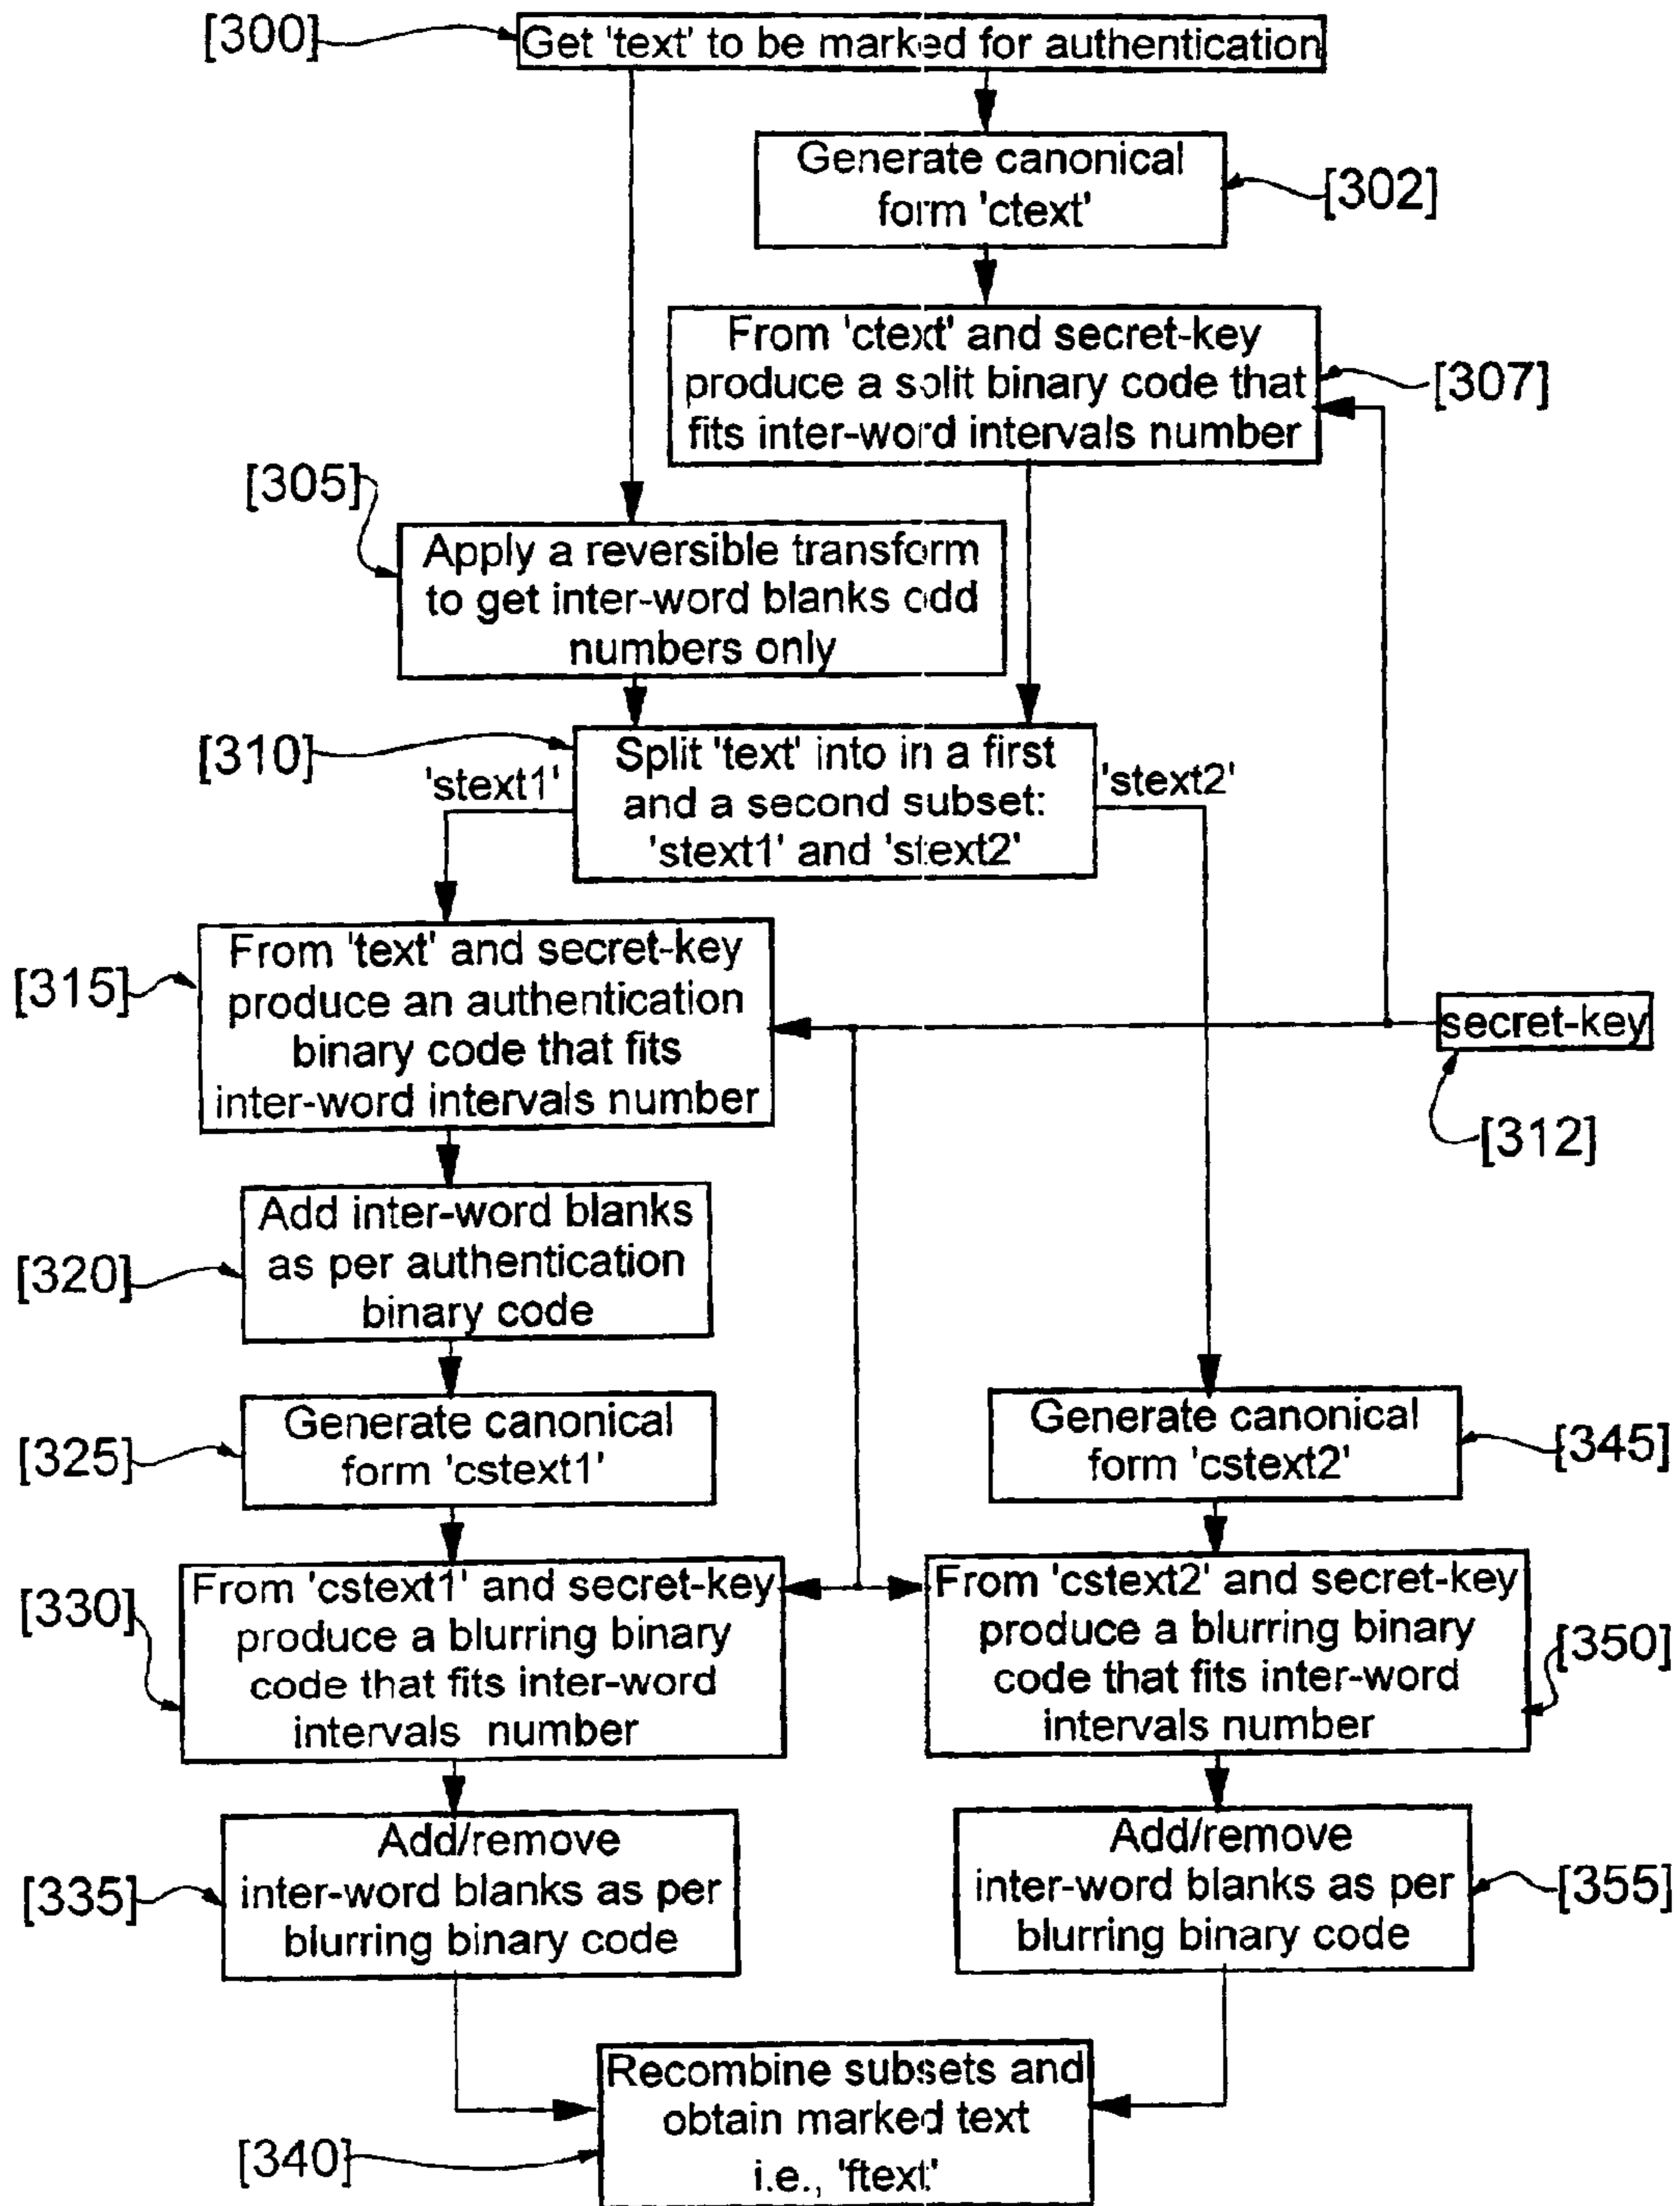 [300]
Get 'text' to be marked for authentication
Generate canonical
form 'ctext'
[302]
From 'ctext' and secret-key
produce a split binary code that
fits inter-word intervals number
[307]
[305]
Apply a reversible transform
to get inter-word blanks odd
numbers only
[310]
Split 'text' into in a first
and a second subset:
'stext1' and 'stext2'
'stext1'
'stext2'
[315]
From 'text' and secret-key
produce an authentication
binary code that fits
inter-word intervals number
secret-key
[312]
[320]
Add inter-word blanks
as per authentication
binary code
[325]
Generate canonical
form 'cstext1'
Generate canonical
form 'cstext2'
[345]
[330]
From 'cstext1' and secret-key
produce a blurring binary
code that fits inter-word
intervals number
From 'cstext2' and secret-key
produce a blurring binary
code that fits inter-word
intervals number
[350]
[335]
Add/remove
inter-word blanks as per
blurring binary code
Add/remove
inter-word blanks as per
blurring binary code
[355]
[340]
Recombine subsets and
obtain marked text
i.e., 'ftext'